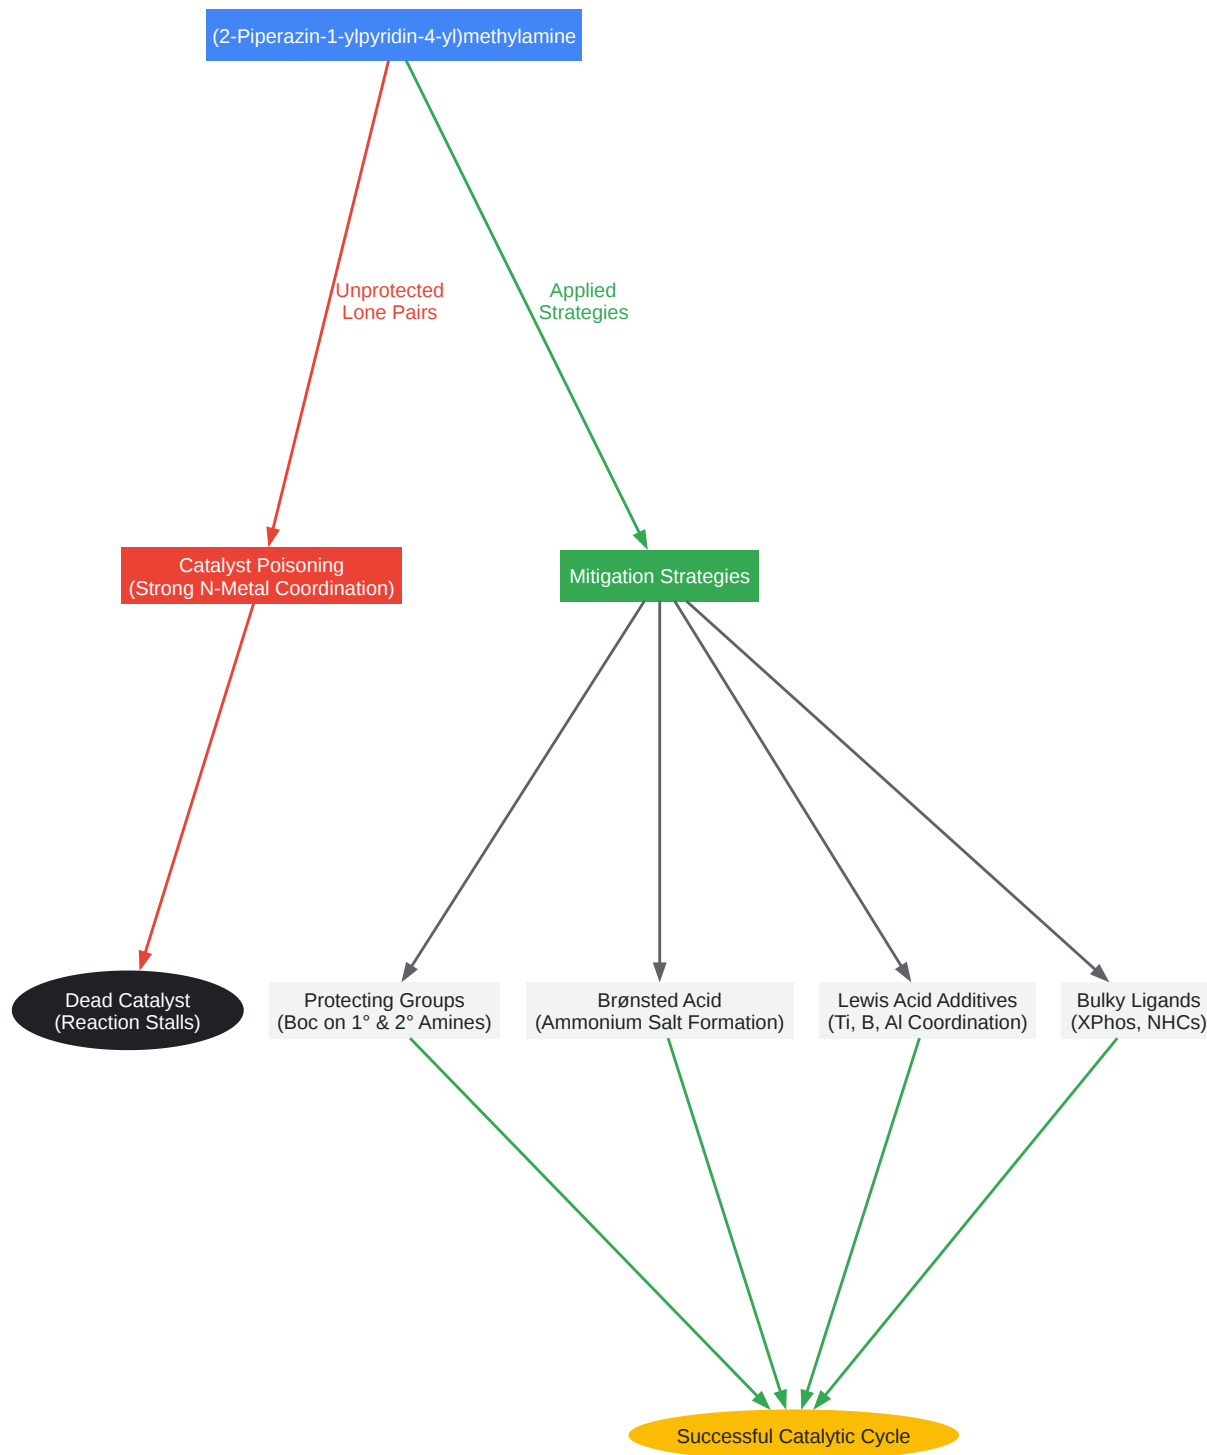 (2-Piperazin-1-ylpyridin-4-yl)methylamine
Unprotected
Lone Pairs
Applied
Strategies
Catalyst Poisoning
(Strong N-Metal Coordination)
Mitigation Strategies
Dead Catalyst
(Reaction Stalls)
Protecting Groups
(Boc on 1° & 2° Amines)
Brønsted Acid
(Ammonium Salt Formation)
Lewis Acid Additives
(Ti, B, Al Coordination)
Bulky Ligands
(XPhos, NHCs)
Successful Catalytic Cycle